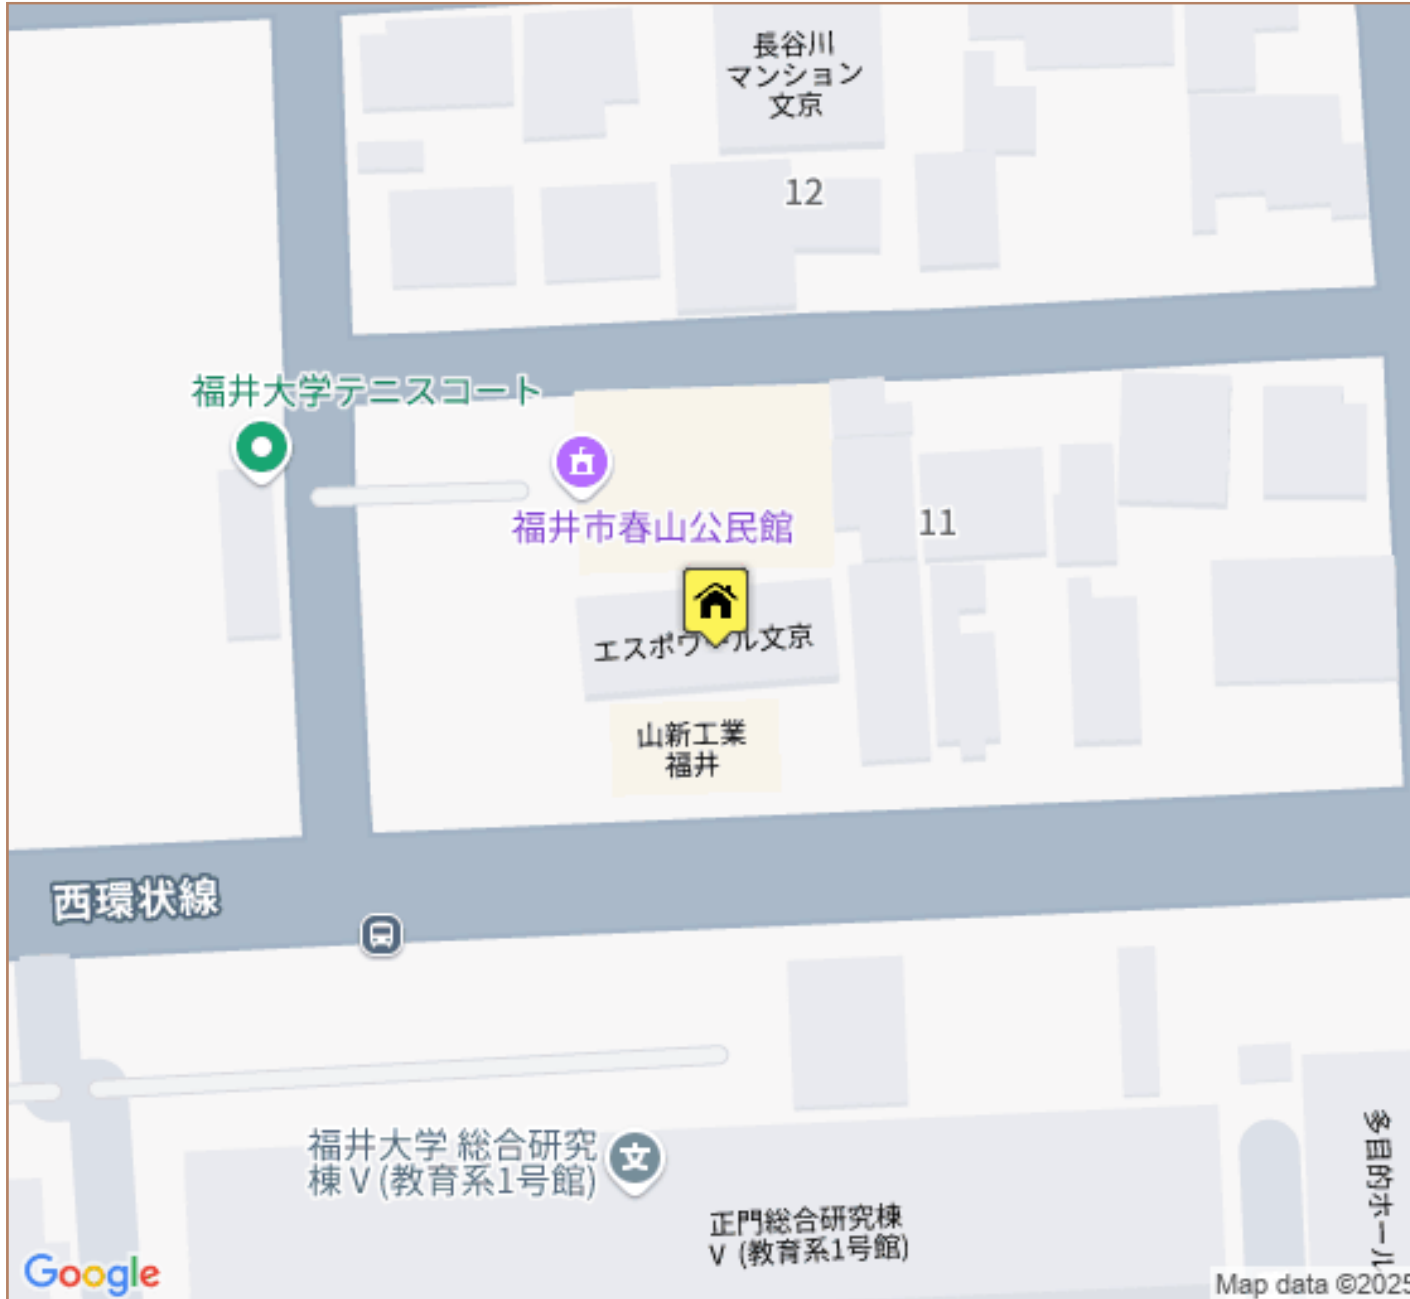 長谷川
マンション
文京
12
福井大学テニスコート
福井市春山公民館
11
エスポワール文京
山新工業
福井
西環状線
福井大学 総合研究
棟Ⅴ(教育系1号館)
文
正門総合研究棟
Ⅴ (教育系1号館)
多目的ホール
Google
Map data ©2025